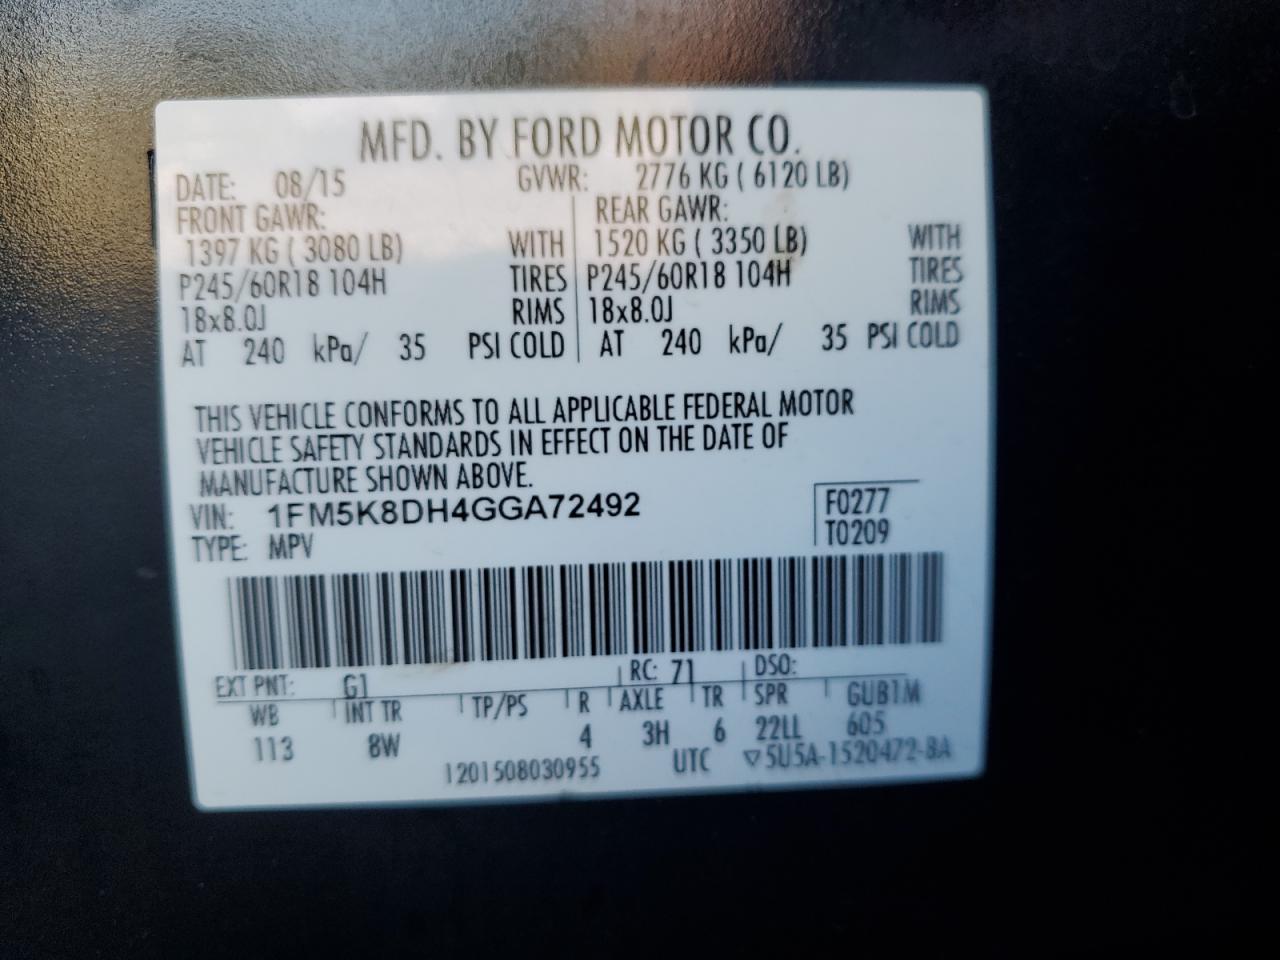 MFD. BY FORD MOTOR CO.
DATE: 08/15 GVWR: 2776 KG ( 6120 LB)
FRONT GAWR: REAR GAWR:
1397 KG ( 3080 LB) WITH 1520 KG ( 3350 LB) WITH
P245/60R18 104H TIRES P245/60R18 104H TIRES
18x8.0J RIMS 18x8.0J RIMS
AT 240 kPa/ 35 PSI COLD AT 240 kPa/ 35 PSI COLD
THIS VEHICLE CONFORMS TO ALL APPLICABLE FEDERAL MOTOR
VEHICLE SAFETY STANDARDS IN EFFECT ON THE DATE OF
MANUFACTURE SHOWN ABOVE.
VIN: 1FM5K8DH4GGA72492 F0277
TYPE: MPV T0209
EXT PNT: G1 RC: 71 DSO:
WB INT TR TP/PS R AXLE TR SPR GUB1M
113 8W 4 3H 6 22LL 605
1201508030955 UTC ▽5U5A-1520472-BA